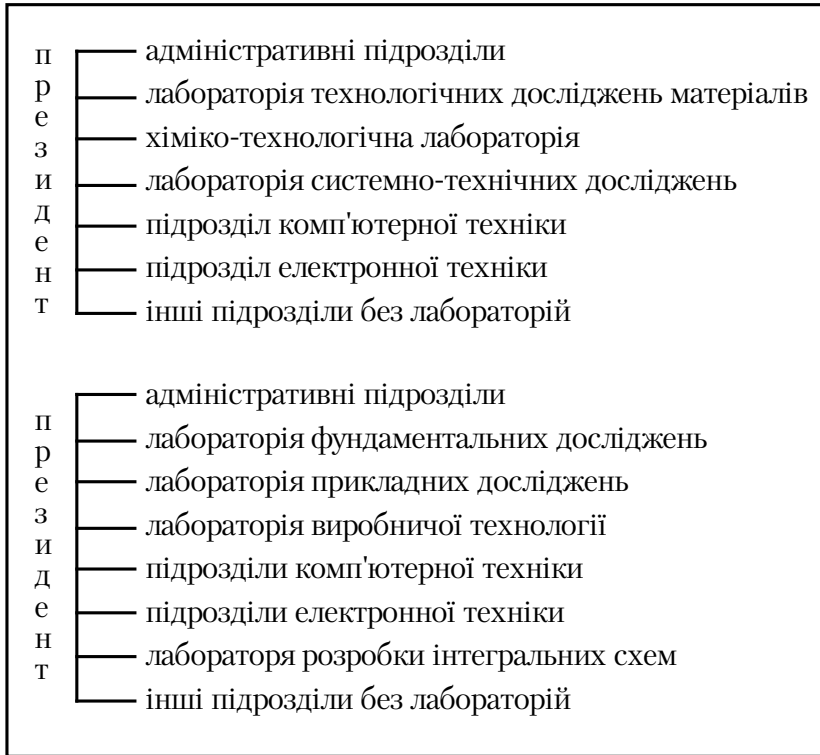 президент
адміністративні підрозділи
лабораторія технологічних досліджень матеріалів
хіміко-технологічна лабораторія
лабораторія системно-технічних досліджень
підрозділ комп'ютерної техніки
підрозділ електронної техніки
інші підрозділи без лабораторій
президент
адміністративні підрозділи
лабораторія фундаментальних досліджень
лабораторія прикладних досліджень
лабораторія виробничої технології
підрозділи комп'ютерної техніки
підрозділи електронної техніки
лабораторя розробки інтегральних схем
інші підрозділи без лабораторій